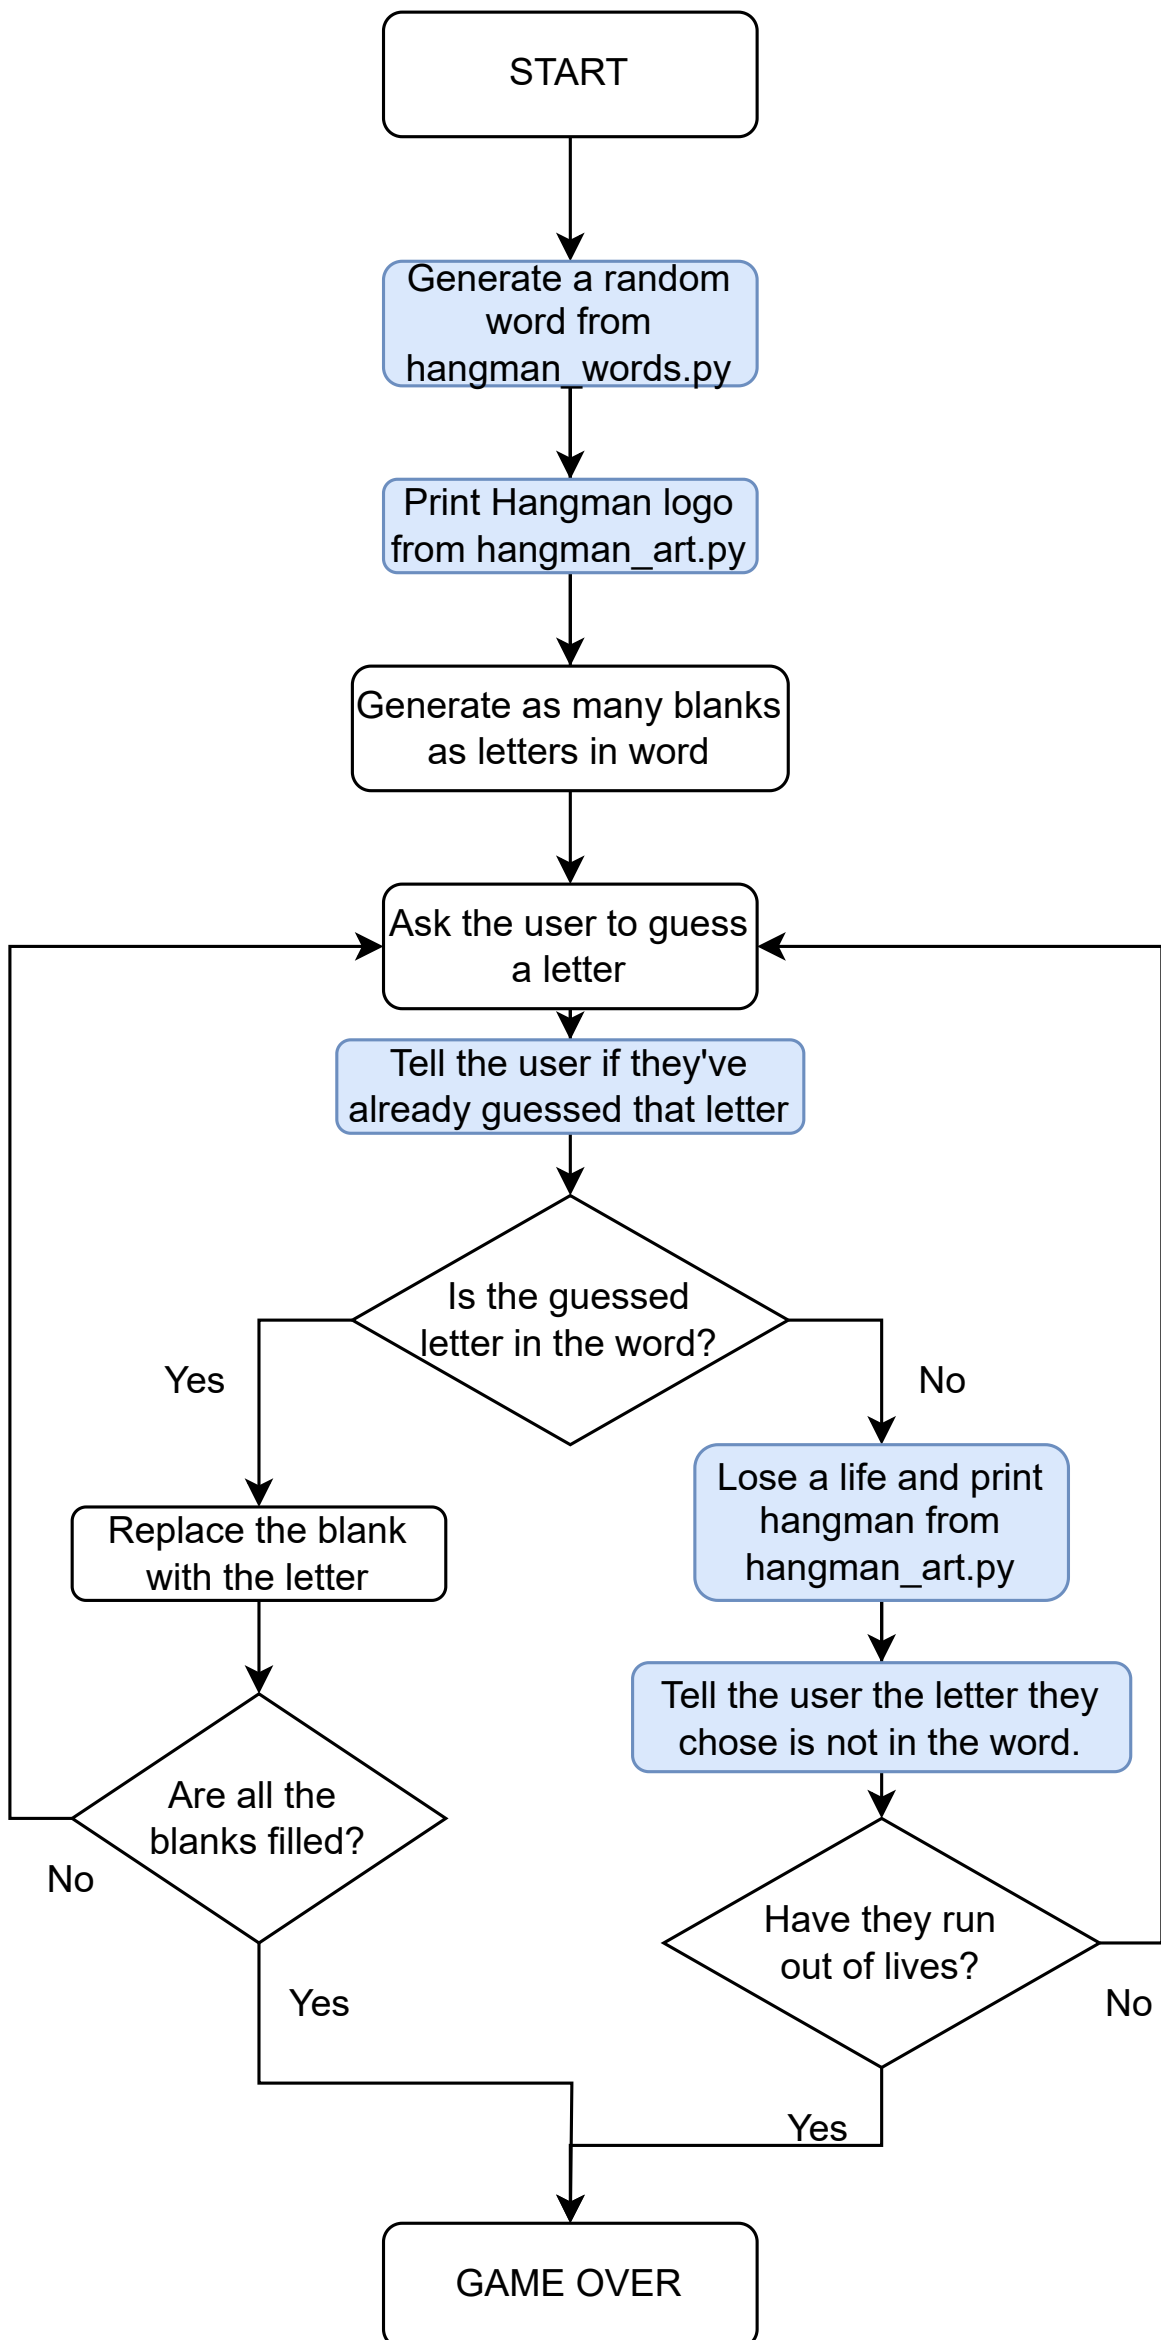 START
Generate a random
word from
hangman_words.py
Print Hangman logo
from hangman_art.py
Generate as many blanks
as letters in word
Ask the user to guess
a letter
Tell the user if they've
already guessed that letter
Is the guessed
letter in the word?
Yes
No
Lose a life and print
hangman from
hangman_art.py
Replace the blank
with the letter
Tell the user the letter they
chose is not in the word.
Are all the
blanks filled?
No
Have they run
out of lives?
Yes
No
Yes
GAME OVER